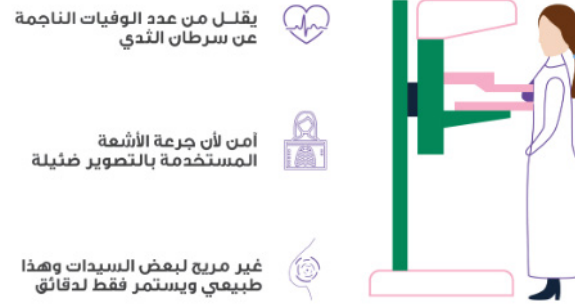 يقلل من عدد الوفيات الناجمة
عن سرطان الثدي
آمن لأن جرعة الأشعة
المستخدمة بالتصوير ضئيلة
غير مريح لبعض السيدات وهذا
طبيعي ويستمر فقط لدقائق